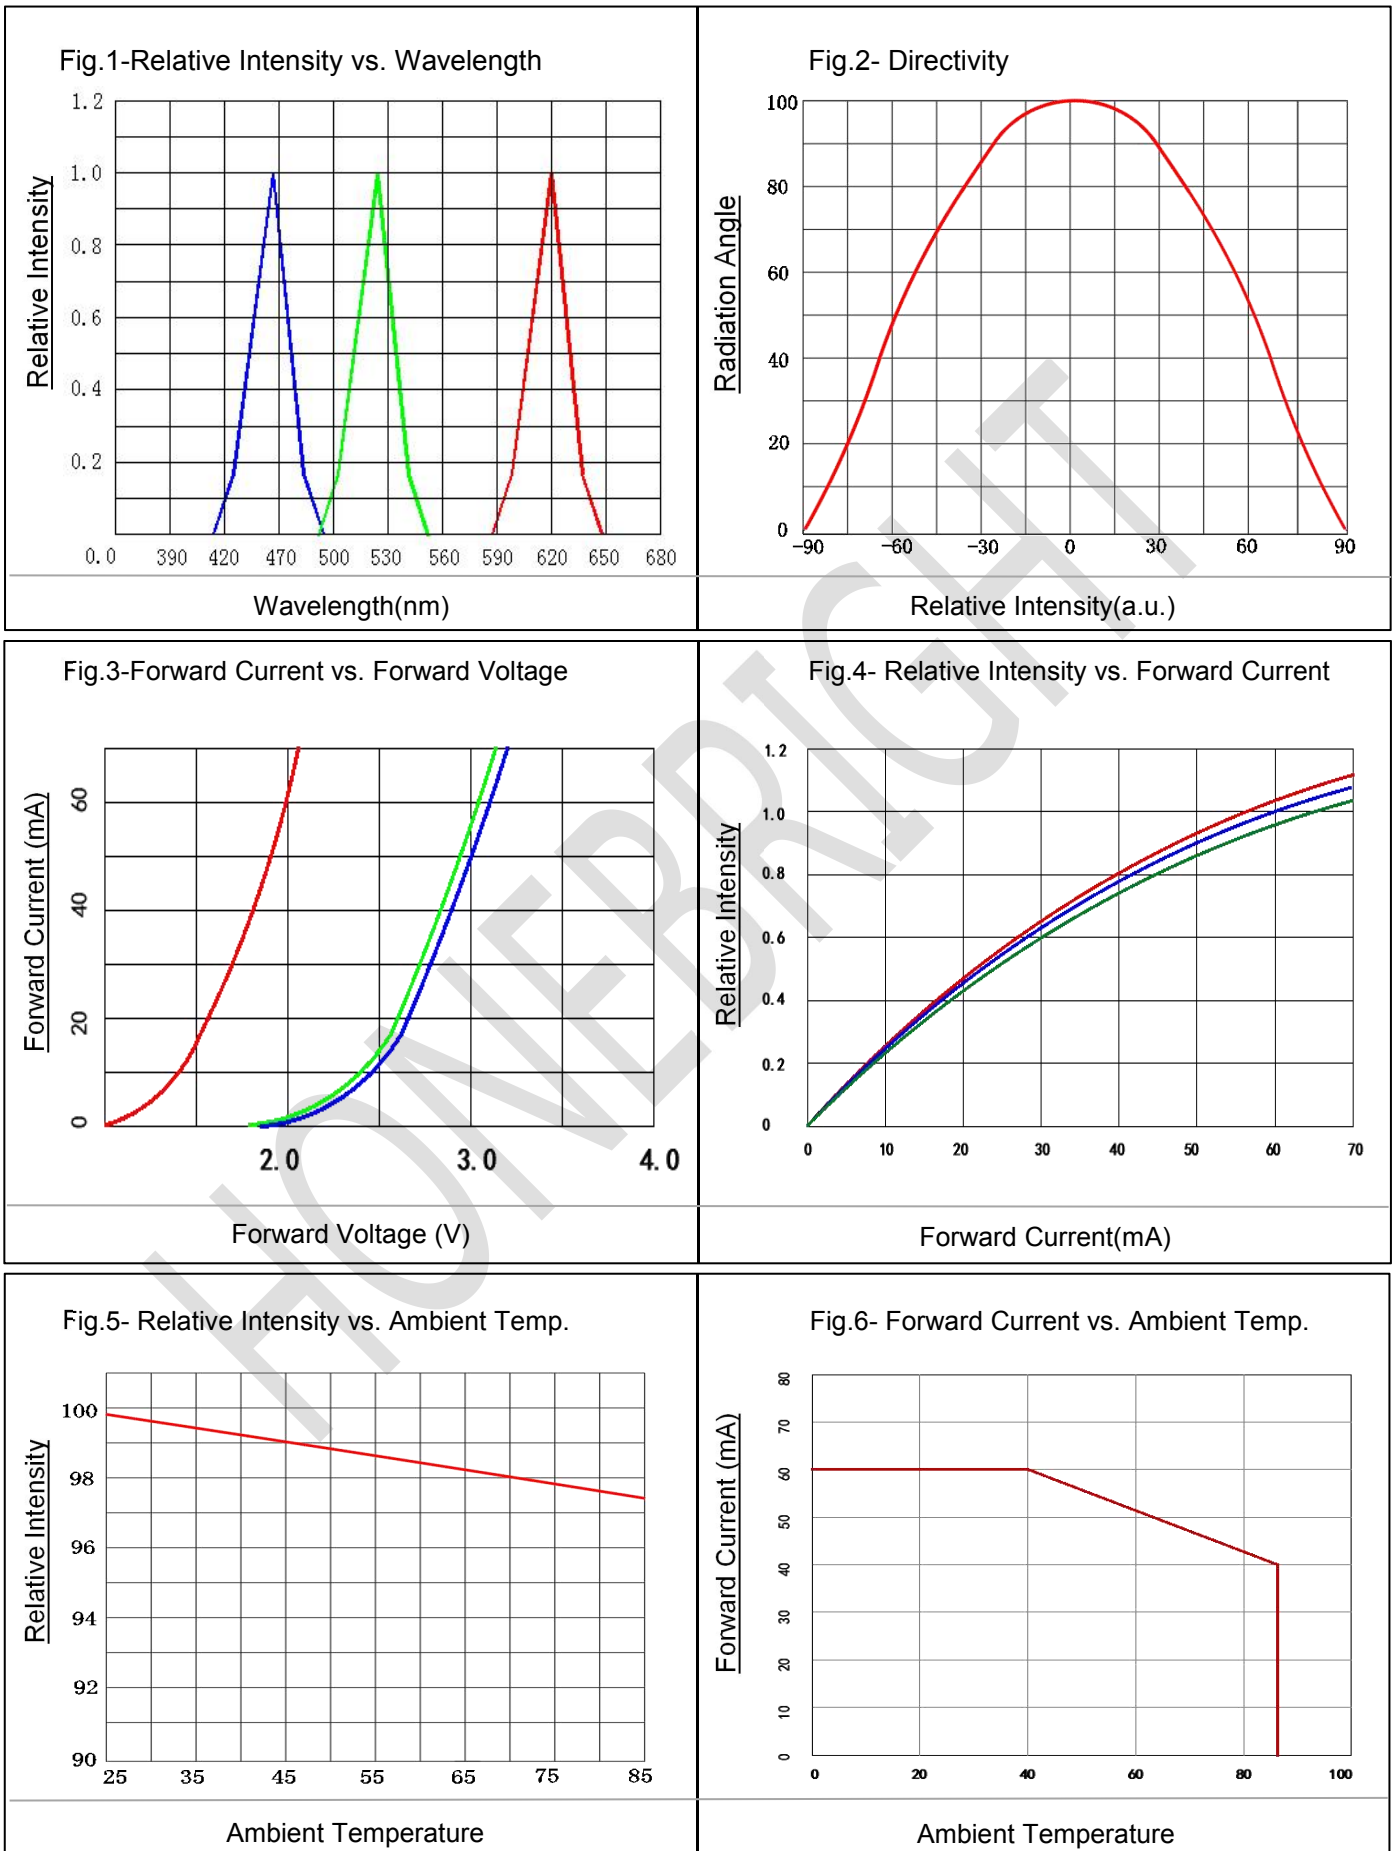 Fig.1-Relative Intensity vs. Wavelength
Relative Intensity
1.2
1.0
0.8
0.6
0.4
0.2
0.0 390 420 470 500 530 560 590 620 650 680
Wavelength(nm)
Fig.2- Directivity
Radiation Angle
100
80
60
40
20
0
-90 -60 -30 0 30 60 90
Relative Intensity(a.u.)
Fig.3-Forward Current vs. Forward Voltage
Forward Current (mA)
60
40
20
0
2.0 3.0 4.0
Forward Voltage (V)
Fig.4- Relative Intensity vs. Forward Current
Relative Intensity
1.2
1.0
0.8
0.6
0.4
0.2
0
0 10 20 30 40 50 60 70
Forward Current(mA)
Fig.5- Relative Intensity vs. Ambient Temp.
Relative Intensity
100
98
96
94
92
90
25 35 45 55 65 75 85
Ambient Temperature
Fig.6- Forward Current vs. Ambient Temp.
Forward Current (mA)
80
70
60
50
40
30
20
10
0
0 20 40 60 80 100
Ambient Temperature
HONEBRIGHT